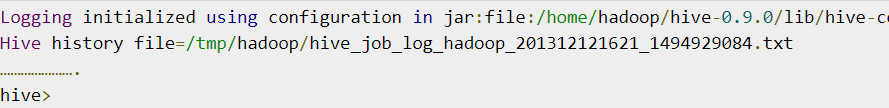 Logging initialized using configuration in jar:file:/home/hadoop/hive-0.9.0/lib/hive-c
Hive history file=/tmp/hadoop/hive_job_log_hadoop_201312121621_1494929084.txt
………………….
hive>